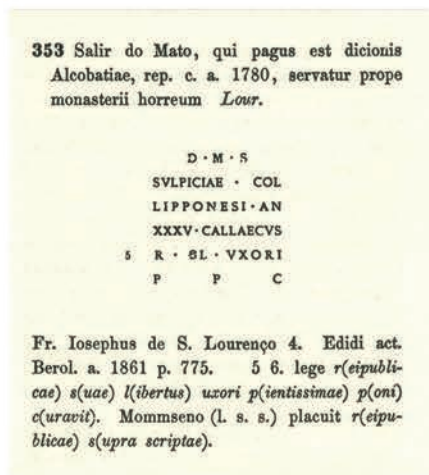 353 Salir do Mato, qui pagus est dicionis
Alcobatiae, rep. c. a. 1780, servatur prope
monasterii horreum Lour.
D · M · S
SVLPICIAE · COL
LIPPONESI · AN
XXXV · CALLAECVS
5 R · SL · VXORI
P P C
Fr. Iosephus de S. Lourenço 4. Edidi act.
Berol. a. 1861 p. 775. 5 6. lege r(eipubli-
cae) s(uae) l(ibertus) uxori p(ientissimae) p(oni)
c(uravit). Mommseno (l. s. s.) placuit r(eipu-
blicae) s(upra scriptae).